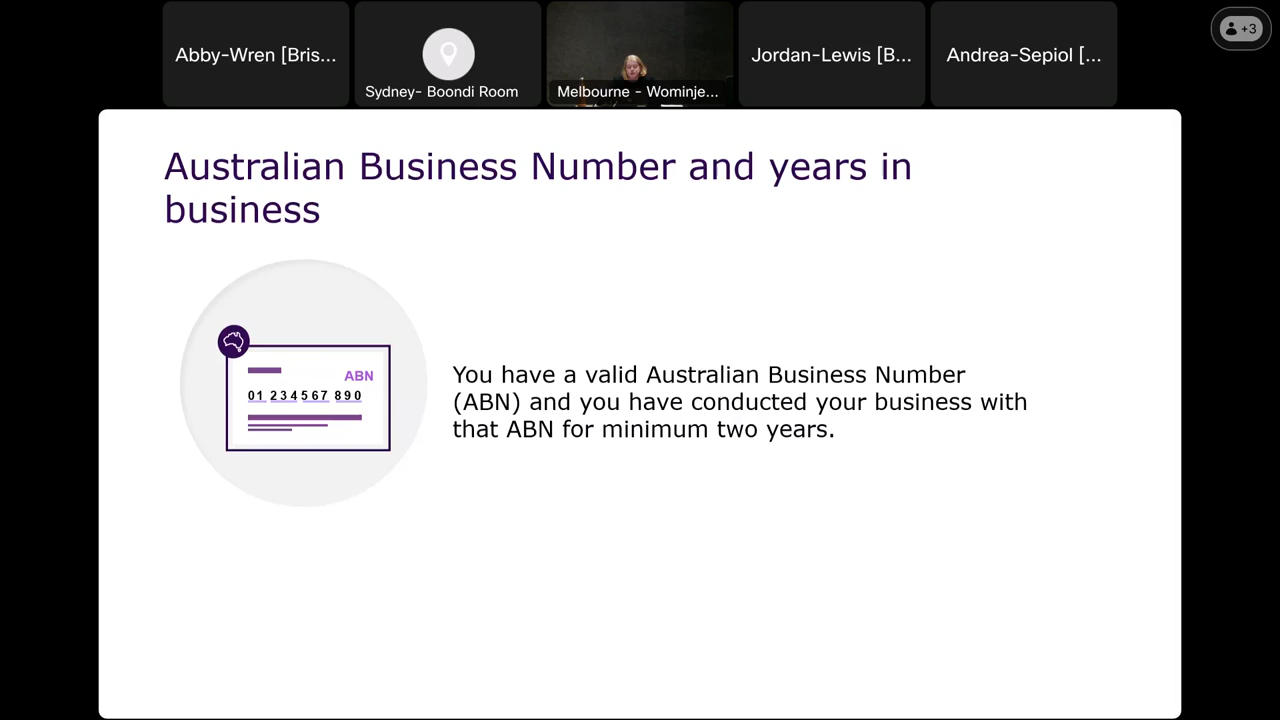 Abby-Wren [Bris...
Sydney- Boondi Room
Melbourne - Wominje...
Jordan-Lewis [B...
Andrea-Sepiol [...
+3
Australian Business Number and years in
business
ABN
01 234 567 890
You have a valid Australian Business Number
(ABN) and you have conducted your business with
that ABN for minimum two years.